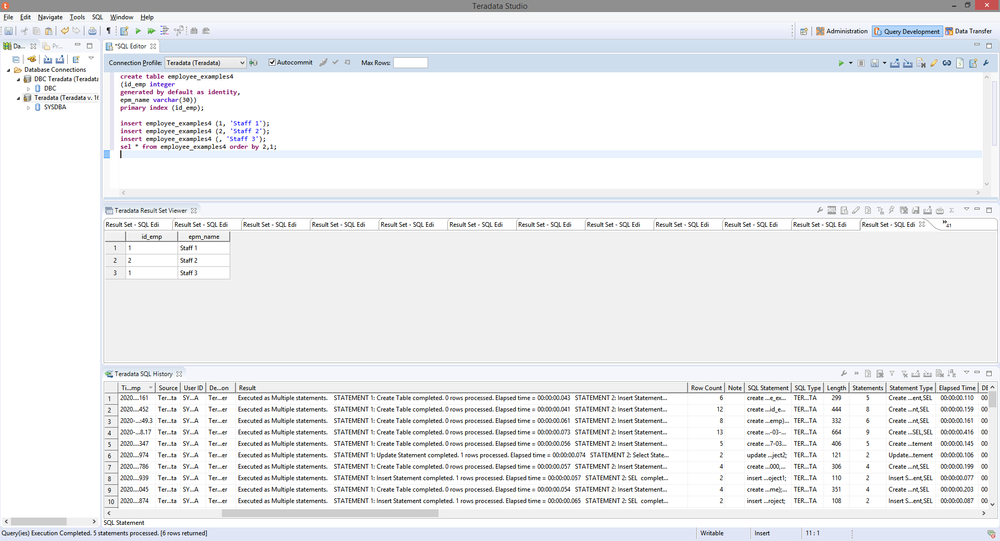 Teradata Studio
File Edit Navigate Tools SQL Window Help
Administration Query Development Data Transfer
Da... Pr...
Database Connections
DBC Teradata (Teradata
DBC
Teradata (Teradata v. 16
SYSDBA
*SQL Editor
Connection Profile: Teradata (Teradata) Autocommit Max Rows:
create table employee_examples4
(id_emp integer
generated by default as identity,
epm_name varchar(30))
primary index (id_emp);
insert employee_examples4 (1, 'Staff 1');
insert employee_examples4 (2, 'Staff 2');
insert employee_examples4 (, 'Staff 3');
sel * from employee_examples4 order by 2,1;
Teradata Result Set Viewer
Result Set - SQL Edi Result Set - SQL Edi Result Set - SQL Edi Result Set - SQL Edi Result Set - SQL Edi Result Set - SQL Edi Result Set - SQL Edi Result Set - SQL Edi Result Set - SQL Edi Result Set - SQL Edi Result Set - SQL Edi Result Set - SQL Edi »41
id_emp epm_name
1 1 Staff 1
2 2 Staff 2
3 1 Staff 3
Teradata SQL History
Ti...mp Source User ID De...on Result Row Count Note SQL Statement SQL Type Length Statements Statement Type Elapsed Time DE
1 2020....161 Ter...ta SY...A Ter...er Executed as Multiple statements. STATEMENT 1: Create Table completed. 0 rows processed. Elapsed time = 00:00:00.043 STATEMENT 2: Insert Statement... 6 create ...e_ex... TER...TA 299 5 Create ...ent,SEL 00:00:00.110 00:
2 2020....452 Ter...ta SY...A Ter...er Executed as Multiple statements. STATEMENT 1: Create Table completed. 0 rows processed. Elapsed time = 00:00:00.041 STATEMENT 2: Insert Statement... 12 create ...id_e... TER...TA 444 8 Create ...nt,SEL 00:00:00.159 00:
3 2020-...:49.3 Ter...ta SY...A Ter...er Executed as Multiple statements. STATEMENT 1: Create Table completed. 0 rows processed. Elapsed time = 00:00:00.061 STATEMENT 2: Insert Statement... 8 create ...emp)... TER...TA 332 6 Create ...nt,SEL 00:00:00.161 00:
4 2020-...8.17 Ter...ta SY...A Ter...er Executed as Multiple statements. STATEMENT 1: Create Table completed. 0 rows processed. Elapsed time = 00:00:00.073 STATEMENT 2: Insert Statement... 13 create ...-03-... TER...TA 664 9 Create ...SEL,SEL 00:00:00.416 00:
5 2020....347 Ter...ta SY...A Ter...er Executed as Multiple statements. STATEMENT 1: Create Table completed. 0 rows processed. Elapsed time = 00:00:00.056 STATEMENT 2: Insert Statement... 5 create ...7-03... TER...TA 406 5 Create ...tement 00:00:00.145 00:
6 2020....974 Ter...ta SY...A Ter...er Executed as Multiple statements. STATEMENT 1: Update Statement completed. 1 rows processed. Elapsed time = 00:00:00.074 STATEMENT 2: Select State... 2 update ...ject2; TER...TA 121 2 Update...tement 00:00:00.106 00:
7 2020....786 Ter...ta SY...A Ter...er Executed as Multiple statements. STATEMENT 1: Create Table completed. 0 rows processed. Elapsed time = 00:00:00.057 STATEMENT 2: Insert Statement... 4 create ...000,... TER...TA 306 4 Create ...nt,SEL 00:00:00.199 00:
8 2020....939 Ter...ta SY...A Ter...er Executed as Multiple statements. STATEMENT 1: Insert Statement completed. 1 rows processed. Elapsed time = 00:00:00.057 STATEMENT 2: SEL complet... 2 insert ...oject1; TER...TA 110 2 Insert S...ent,SEL 00:00:00.077 00:
9 2020....045 Ter...ta SY...A Ter...er Executed as Multiple statements. STATEMENT 1: Create Table completed. 0 rows processed. Elapsed time = 00:00:00.054 STATEMENT 2: Insert Statement... 4 create ...me);... TER...TA 351 4 Create ...nt,SEL 00:00:00.203 00:
10 2020....874 Ter...ta SY...A Ter...er Executed as Multiple statements. STATEMENT 1: Insert Statement completed. 1 rows processed. Elapsed time = 00:00:00.065 STATEMENT 2: SEL complet... 2 insert ...roject; TER...TA 108 2 Insert S...ent,SEL 00:00:00.087 00:
SQL Statement
Query(ies) Execution Completed. 5 statements processed. [6 rows returned] Writable Insert 11 : 1